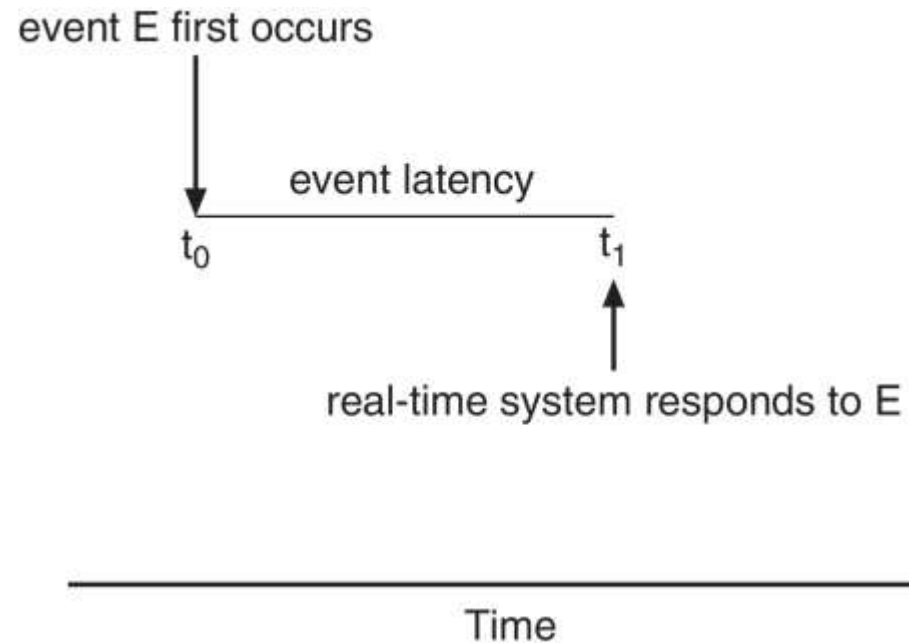 event E first occurs
event latency
t₀
t₁
real-time system responds to E
Time